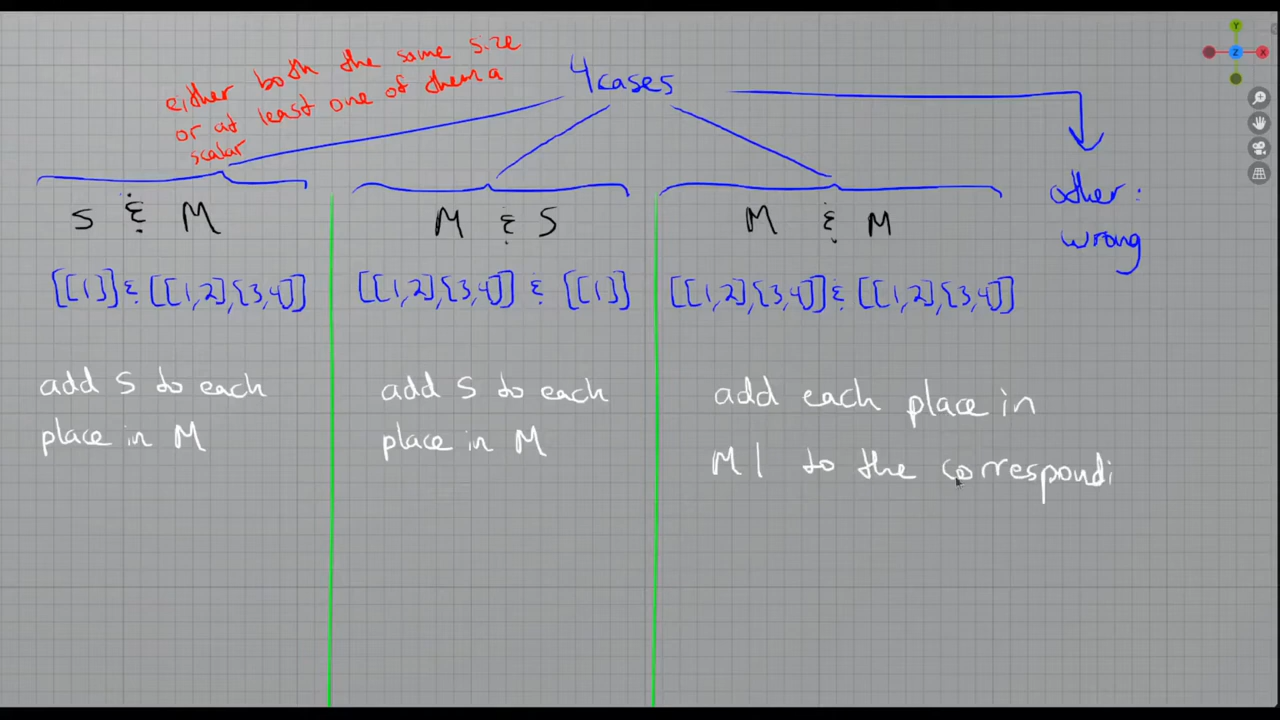 4 cases
either both the same size
or at least one of them a
scalar
S & M
M & S
M & M
other:
wrong
[[1]] & [[1,2],[3,4]]
[[1,2],[3,4]] & [[1]]
[[1,2],[3,4]] & [[1,2],[3,4]]
add S to each
place in M
add S to each
place in M
add each place in
M1 to the correspondi
Y
Z
X